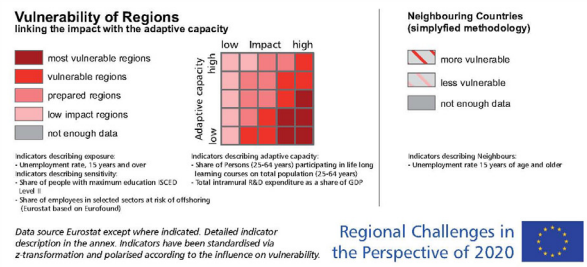 Vulnerability of Regions
linking the impact with the adaptive capacity
most vulnerable regions
vulnerable regions
prepared regions
low impact regions
not enough data
low Impact high
high
Adaptive capacity
low
Neighbouring Countries
(simplyfied methodology)
more vulnerable
less vulnerable
not enough data
Indicators describing exposure:
- Unemployment rate, 15 years and over
Indicators describing sensitivity:
- Share of people with maximum education ISCED
Level II
- Share of employees in selected sectors at risk of offshoring
(Eurostat based on Eurofound)
Indicators describing adaptive capacity:
- Share of Persons (25-64 years) participing in life long
learning courses on total population (25-64 years)
- Total intramural R&D expenditure as a share of GDP
Indicators describing Neighbours:
- Unemployment rate 15 years of age and older
Data source Eurostat except where indicated. Detailed indicator
description in the annex. Indicators have been standardised via
z-transformation and polarised according to the influence on vulnerability.
Regional Challenges in
the Perspective of 2020